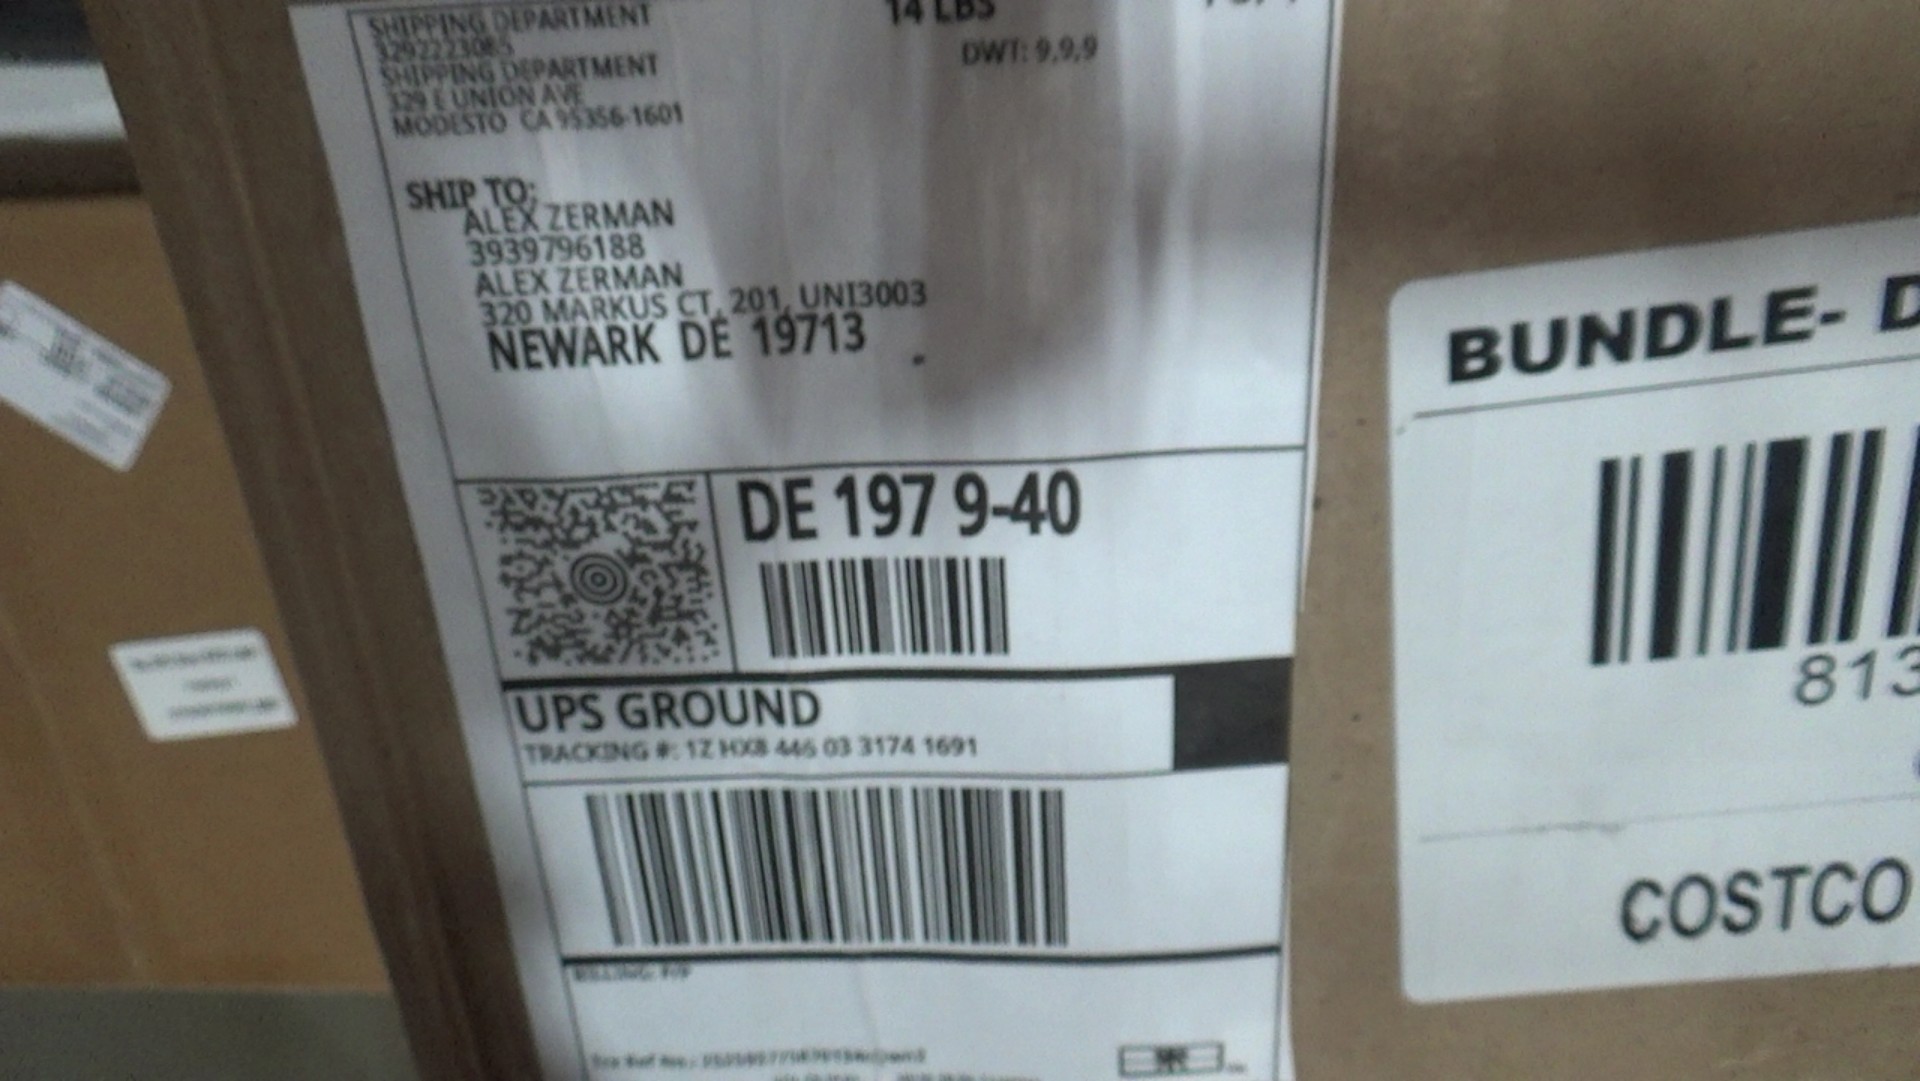 SHIPPING DEPARTMENT
14 LBS
3292223085
DWT: 9,9,9
SHIPPING DEPARTMENT
329 E UNION AVE
MODESTO CA 95356-1601
SHIP TO:
ALEX ZERMAN
3939796188
ALEX ZERMAN
320 MARKUS CT, 201, UNI3003
NEWARK DE 19713
DE 197 9-40
UPS GROUND
TRACKING #: 1Z HX8 446 03 3174 1691
BILLING: P/P
BUNDLE- D
813
COSTCO